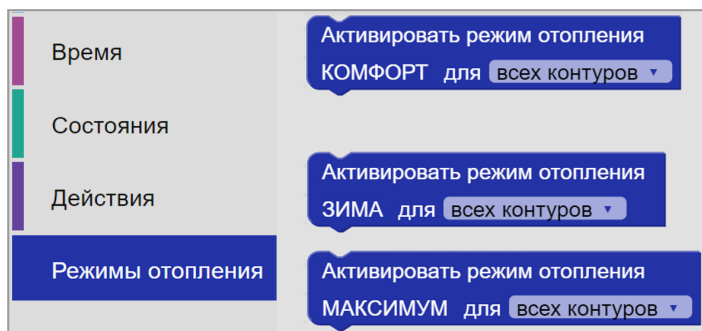 Время
Состояния
Действия
Режимы отопления
Активировать режим отопления
КОМФОРТ для всех контуров
Активировать режим отопления
ЗИМА для всех контуров
Активировать режим отопления
МАКСИМУМ для всех контуров